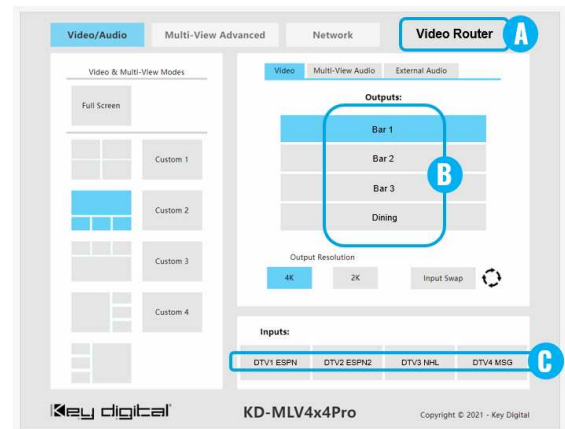 Video/Audio
Multi-View Advanced
Network
Video Router
A
Video & Multi-View Modes
Full Screen
Custom 1
Custom 2
Custom 3
Custom 4
Video
Multi-View Audio
External Audio
Outputs:
Bar 1
Bar 2
Bar 3
Dining
B
Output Resolution
4K
2K
Input Swap
Inputs:
DTV1 ESPN
DTV2 ESPN2
DTV3 NHL
DTV4 MSG
C
Key digital
KD-MLV4x4Pro
Copyright © 2021 - Key Digital